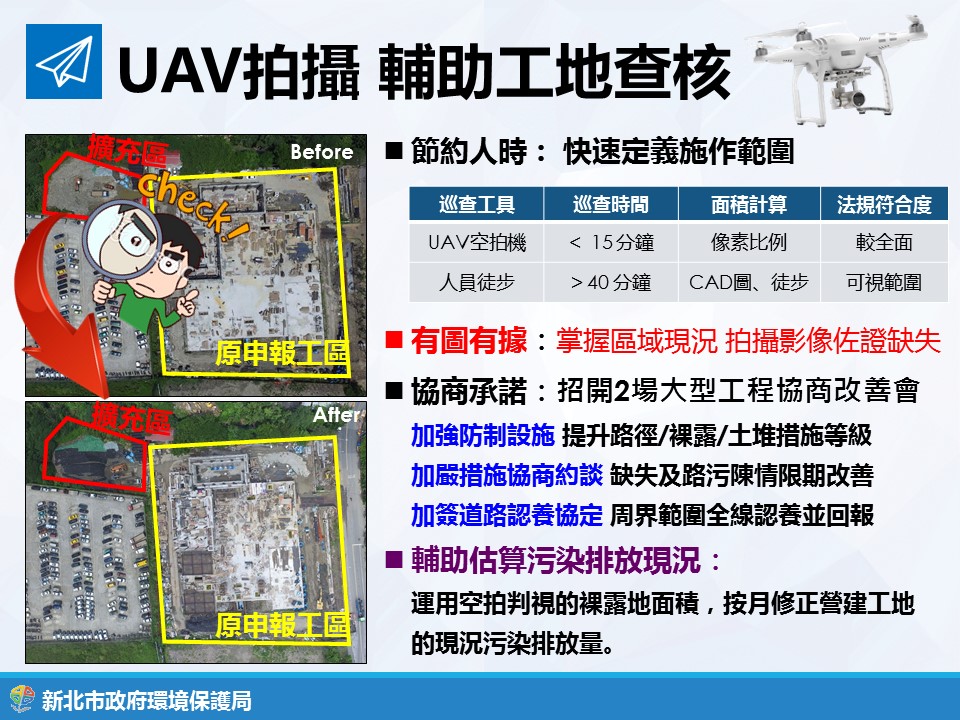 UAV拍攝 輔助工地查核
擴充區
Before
check!
原申報工區
擴充區
After
原申報工區
■ 節約人時： 快速定義施作範圍
巡查工具 巡查時間 面積計算 法規符合度
UAV空拍機 < 15分鐘 像素比例 較全面
人員徒步 > 40 分鐘 CAD圖、徒步 可視範圍
■ 有圖有據：掌握區域現況 拍攝影像佐證缺失
■ 協商承諾：招開2場大型工程協商改善會
加強防制設施 提升路徑/裸露/土堆措施等級
加嚴措施協商約談 缺失及路污陳情限期改善
加簽道路認養協定 周界範圍全線認養並回報
■ 輔助估算污染排放現況：
運用空拍判視的裸露地面積，按月修正營建工地
的現況污染排放量。
新北市政府環境保護局